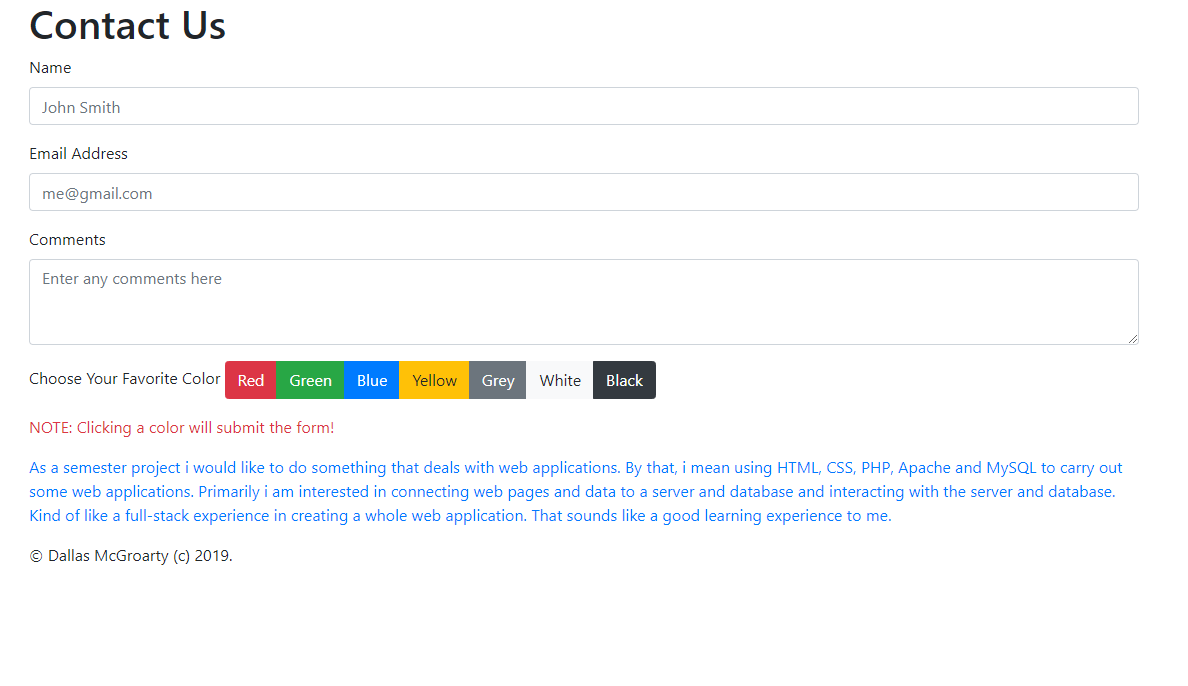 Contact Us
Name
John Smith
Email Address
me@gmail.com
Comments
Enter any comments here
Choose Your Favorite Color Red Green Blue Yellow Grey White Black
NOTE: Clicking a color will submit the form!
As a semester project i would like to do something that deals with web applications. By that, i mean using HTML, CSS, PHP, Apache and MySQL to carry out
some web applications. Primarily i am interested in connecting web pages and data to a server and database and interacting with the server and database.
Kind of like a full-stack experience in creating a whole web application. That sounds like a good learning experience to me.
© Dallas McGroarty (c) 2019.